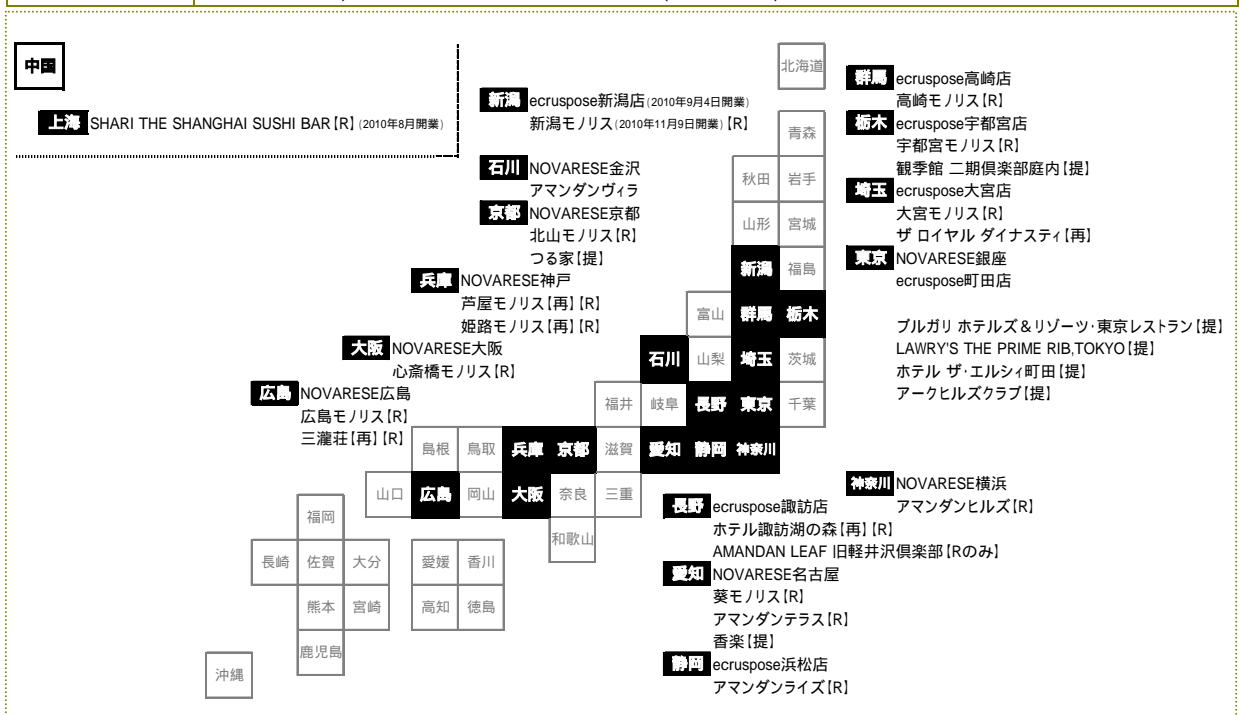 中国
上海 SHARI THE SHANGHAI SUSHI BAR【R】(2010年8月開業)
新潟 ecruspose新潟店(2010年9月4日開業)
新潟モノリス(2010年11月9日開業)【R】
石川 NOVARESE金沢
アマンダンヴィラ
京都 NOVARESE京都
北山モノリス【R】
つる家【提】
兵庫 NOVARESE神戸
芦屋モノリス【再】【R】
姫路モノリス【再】【R】
大阪 NOVARESE大阪
心斎橋モノリス【R】
広島 NOVARESE広島
広島モノリス【R】
三瀧荘【再】【R】
群馬 ecruspose高崎店
高崎モノリス【R】
栃木 ecruspose宇都宮店
宇都宮モノリス【R】
観季館 二期倶楽部庭内【提】
埼玉 ecruspose大宮店
大宮モノリス【R】
ザ ロイヤル ダイナスティ【再】
東京 NOVARESE銀座
ecruspose町田店
ブルガリ ホテルズ&リゾーツ・東京レストラン【提】
LAWRY'S THE PRIME RIB,TOKYO【提】
ホテル ザ・エルシィ町田【提】
アークヒルズクラブ【提】
神奈川 NOVARESE横浜
アマンダンヒルズ【R】
長野 ecruspose諏訪店
ホテル諏訪湖の森【再】【R】
AMANDAN LEAF 旧軽井沢倶楽部【Rのみ】
愛知 NOVARESE名古屋
葵モノリス【R】
アマンダンテラス【R】
香楽【提】
静岡 ecruspose浜松店
アマンダンライズ【R】
北海道
青森
秋田 岩手
山形 宮城
新潟 福島
富山 群馬 栃木
石川 山梨 埼玉 茨城
福井 岐阜 長野 東京 千葉
島根 鳥取 兵庫 京都 滋賀 愛知 静岡 神奈川
山口 広島 岡山 大阪 奈良 三重
福岡 和歌山
長崎 佐賀 大分 愛媛 香川
熊本 宮崎 高知 徳島
鹿児島
沖縄